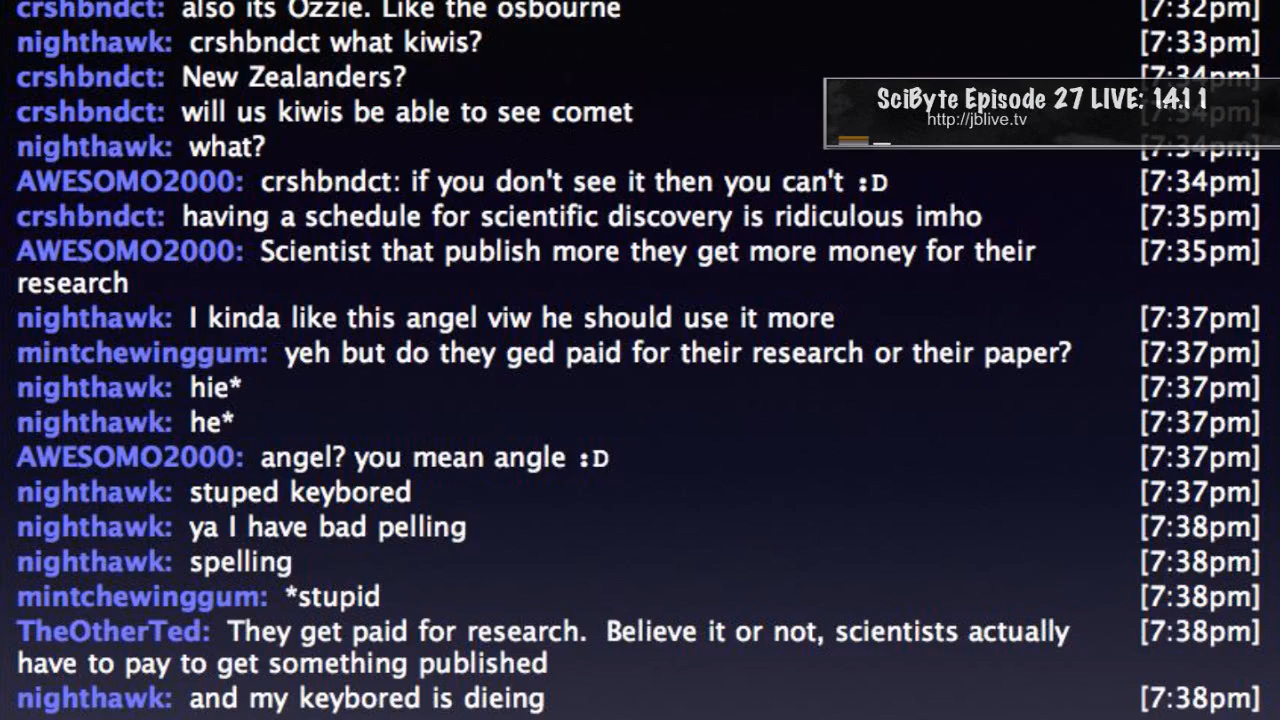 crshbndct: also its Ozzie. Like the osbourne [7:32pm]
nighthawk: crshbndct what kiwis? [7:33pm]
crshbndct: New Zealanders? [7:34pm]
SciByte Episode 27 LIVE: 14.11
http://jblive.tv
crshbndct: will us kiwis be able to see comet [7:34pm]
nighthawk: what? [7:34pm]
AWESOMO2000: crshbndct: if you don't see it then you can't :D [7:34pm]
crshbndct: having a schedule for scientific discovery is ridiculous imho [7:35pm]
AWESOMO2000: Scientist that publish more they get more money for their [7:35pm]
research
nighthawk: I kinda like this angel viw he should use it more [7:37pm]
mintchewinggum: yeh but do they ged paid for their research or their paper? [7:37pm]
nighthawk: hie* [7:37pm]
nighthawk: he* [7:37pm]
AWESOMO2000: angel? you mean angle :D [7:37pm]
nighthawk: stuped keybored [7:37pm]
nighthawk: ya I have bad pelling [7:38pm]
nighthawk: spelling [7:38pm]
mintchewinggum: *stupid [7:38pm]
TheOtherTed: They get paid for research.  Believe it or not, scientists actually [7:38pm]
have to pay to get something published
nighthawk: and my keybored is dieing [7:38pm]